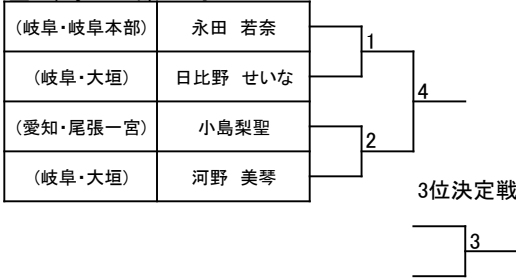 (岐阜・岐阜本部) 永田 若奈
1
(岐阜・大垣) 日比野 せいな
4
(愛知・尾張一宮) 小島梨聖
2
(岐阜・大垣) 河野 美琴
3位決定戦
3